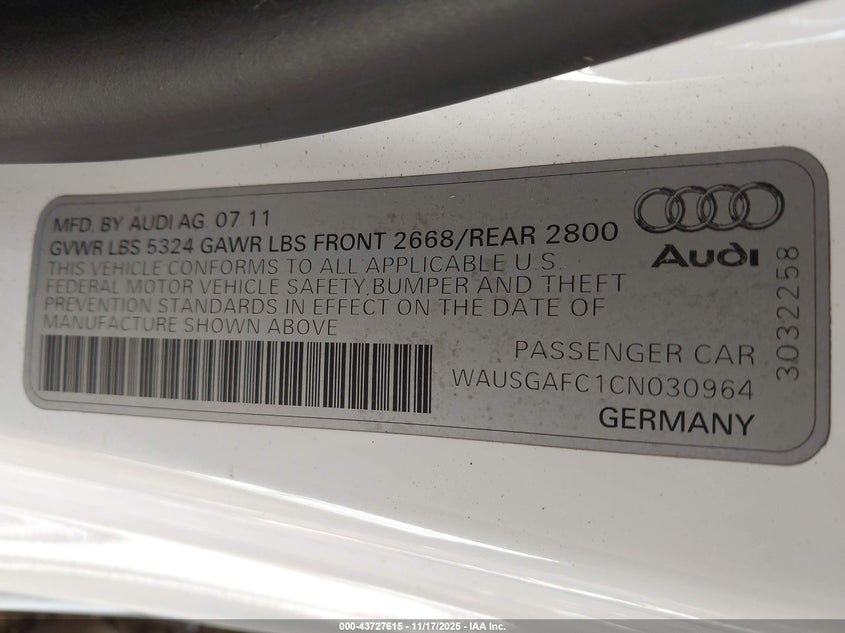 MFD. BY AUDI AG 07 11
GVWR LBS 5324 GAWR LBS FRONT 2668/REAR 2800
THIS VEHICLE CONFORMS TO ALL APPLICABLE U.S.
FEDERAL MOTOR VEHICLE SAFETY,BUMPER AND THEFT
PREVENTION STANDARDS IN EFFECT ON THE DATE OF
MANUFACTURE SHOWN ABOVE
Audi
3032258
PASSENGER CAR
WAUSGAFC1CN030964
GERMANY
000-43727615 - 11/17/2025 - IAA Inc.